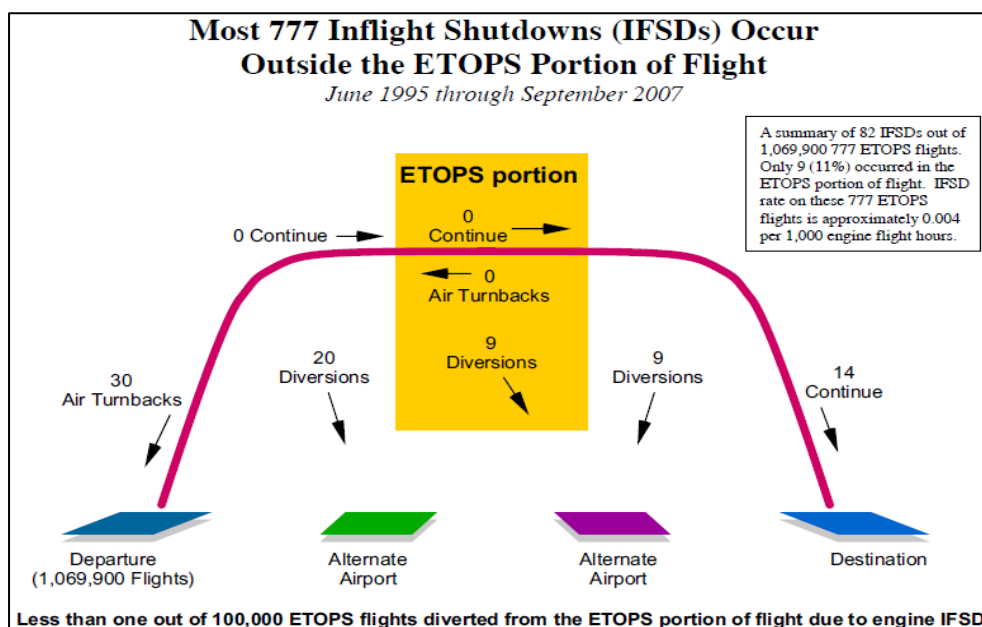 Most 777 Inflight Shutdowns (IFSDs) Occur
Outside the ETOPS Portion of Flight
June 1995 through September 2007
A summary of 82 IFSDs out of
1,069,900 777 ETOPS flights.
Only 9 (11%) occurred in the
ETOPS portion of flight. IFSD
rate on these 777 ETOPS
flights is approximately 0.004
per 1,000 engine flight hours.
ETOPS portion
0 Continue
0
Continue
0
Air Turnbacks
30
Air Turnbacks
20
Diversions
9
Diversions
9
Diversions
14
Continue
Departure
(1,069,900 Flights)
Alternate
Airport
Alternate
Airport
Destination
Less than one out of 100,000 ETOPS flights diverted from the ETOPS portion of flight due to engine IFSD